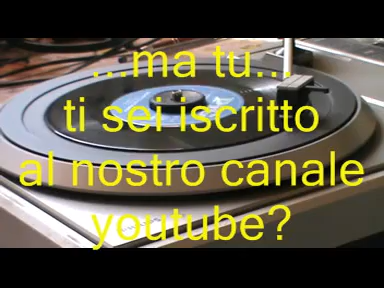 ...ma tu...
ti sei iscritto
al nostro canale
youtube?